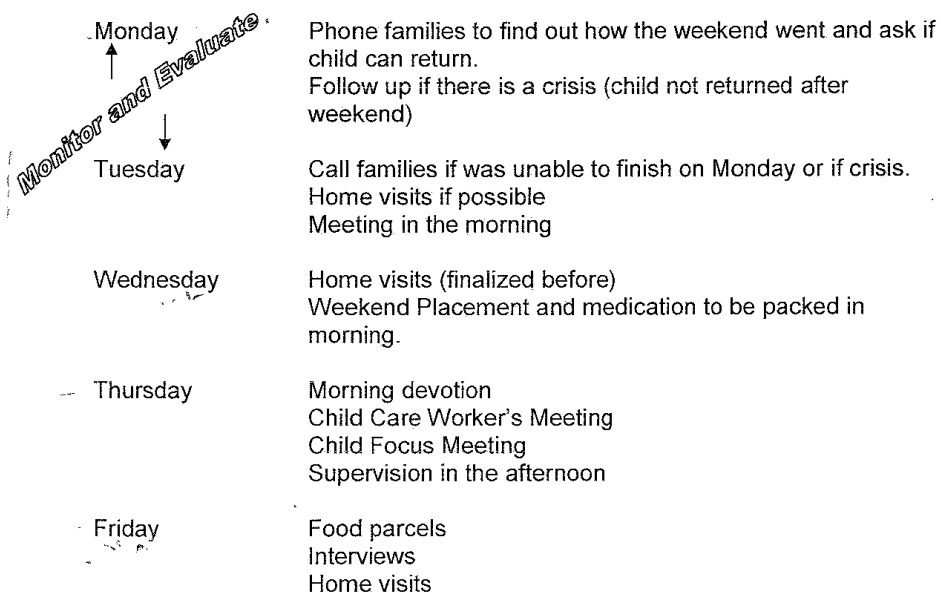 Monday Phone families to find out how the weekend went and ask if
child can return.
Follow up if there is a crisis (child not returned after
weekend)
Monitor and Evaluate
Tuesday Call families if was unable to finish on Monday or if crisis.
Home visits if possible
Meeting in the morning
Wednesday Home visits (finalized before)
Weekend Placement and medication to be packed in
morning.
Thursday Morning devotion
Child Care Worker's Meeting
Child Focus Meeting
Supervision in the afternoon
Friday Food parcels
Interviews
Home visits